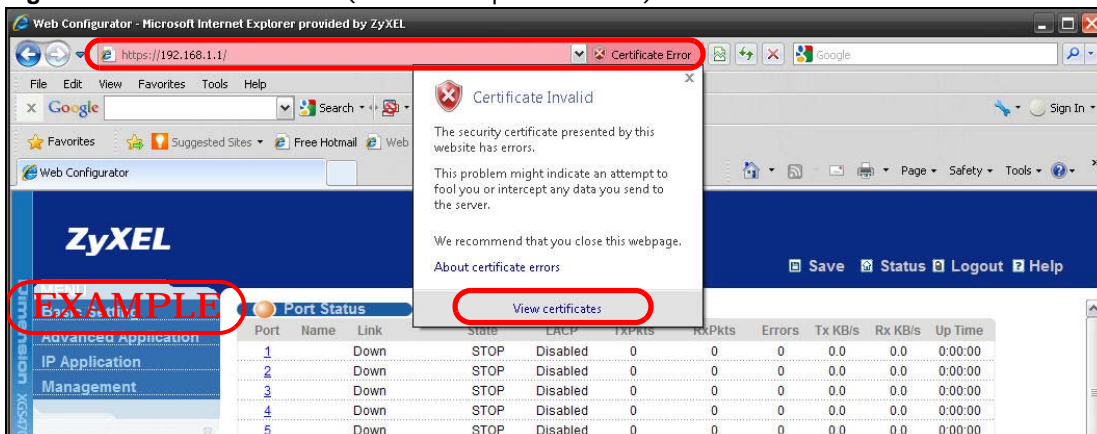 Web Configurator - Microsoft Internet Explorer provided by ZyXEL
https://192.168.1.1/
Certificate Error
Google
File Edit View Favorites Tools Help
x Google Search Sign In
Favorites Suggested Sites Free Hotmail Web
Web Configurator
Page Safety Tools
Certificate Invalid
x
The security certificate presented by this
website has errors.
This problem might indicate an attempt to
fool you or intercept any data you send to
the server.
We recommend that you close this webpage.
About certificate errors
View certificates
ZyXEL
Save Status Logout Help
MENU
EXAMPLE
Basic Setting
Advanced Application
IP Application
Management
Dimension
Port Status
Port Name Link State LACP TxPkts RxPkts Errors Tx KB/s Rx KB/s Up Time
1 Down STOP Disabled 0 0 0 0.0 0.0 0:00:00
2 Down STOP Disabled 0 0 0 0.0 0.0 0:00:00
3 Down STOP Disabled 0 0 0 0.0 0.0 0:00:00
4 Down STOP Disabled 0 0 0 0.0 0.0 0:00:00
5 Down STOP Disabled 0 0 0 0.0 0.0 0:00:00